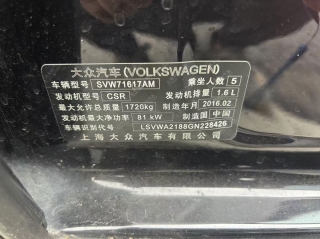 大众汽车(VOLKSWAGEN)
车辆型号 SVW71617AM 乘坐人数 5
发动机型号 CSR 发动机排量 1.6 L
最大允许总质量 1720kg 制造年月 2016.02
发动机最大净功率 81 kW 制造国 中国
车辆识别代号 LSVWA2188GN228426
上海大众汽车有限公司